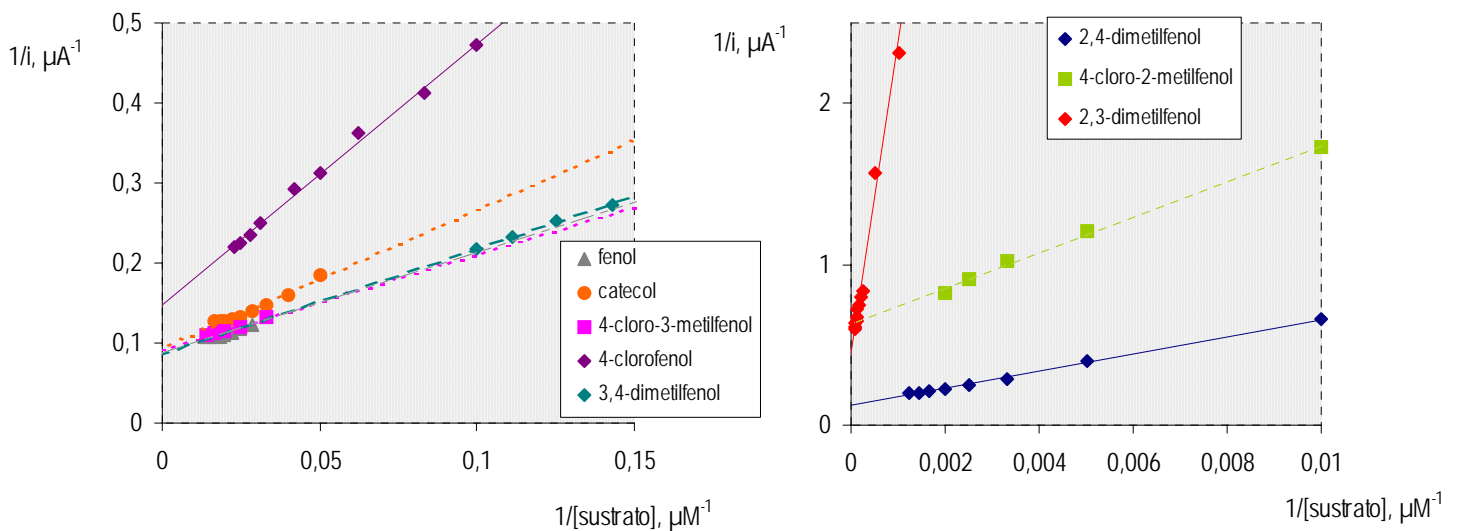 1/i, µA⁻¹
0,5
0,4
0,3
0,2
0,1
0
0
0,05
0,1
0,15
1/[sustrato], µM⁻¹
fenol
catecol
4-cloro-3-metilfenol
4-clorofenol
3,4-dimetilfenol
1/i, µA⁻¹
2
1
0
0
0,002
0,004
0,006
0,008
0,01
1/[sustrato], µM⁻¹
2,4-dimetilfenol
4-cloro-2-metilfenol
2,3-dimetilfenol